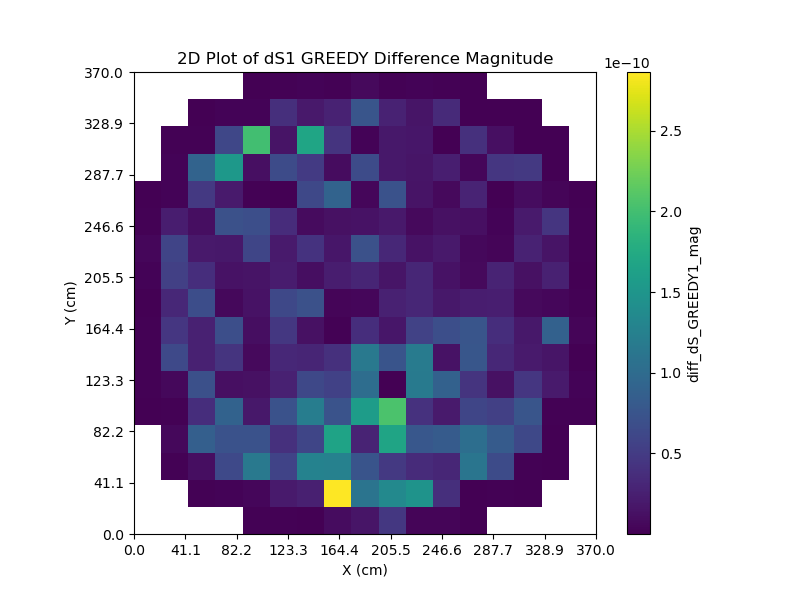 2D Plot of dS1 GREEDY Difference Magnitude
1e−10
370.0
328.9
287.7
246.6
205.5
164.4
123.3
82.2
41.1
0.0
Y (cm)
0.0 41.1 82.2 123.3 164.4 205.5 246.6 287.7 328.9 370.0
X (cm)
2.5
2.0
1.5
1.0
0.5
diff_dS_GREEDY1_mag